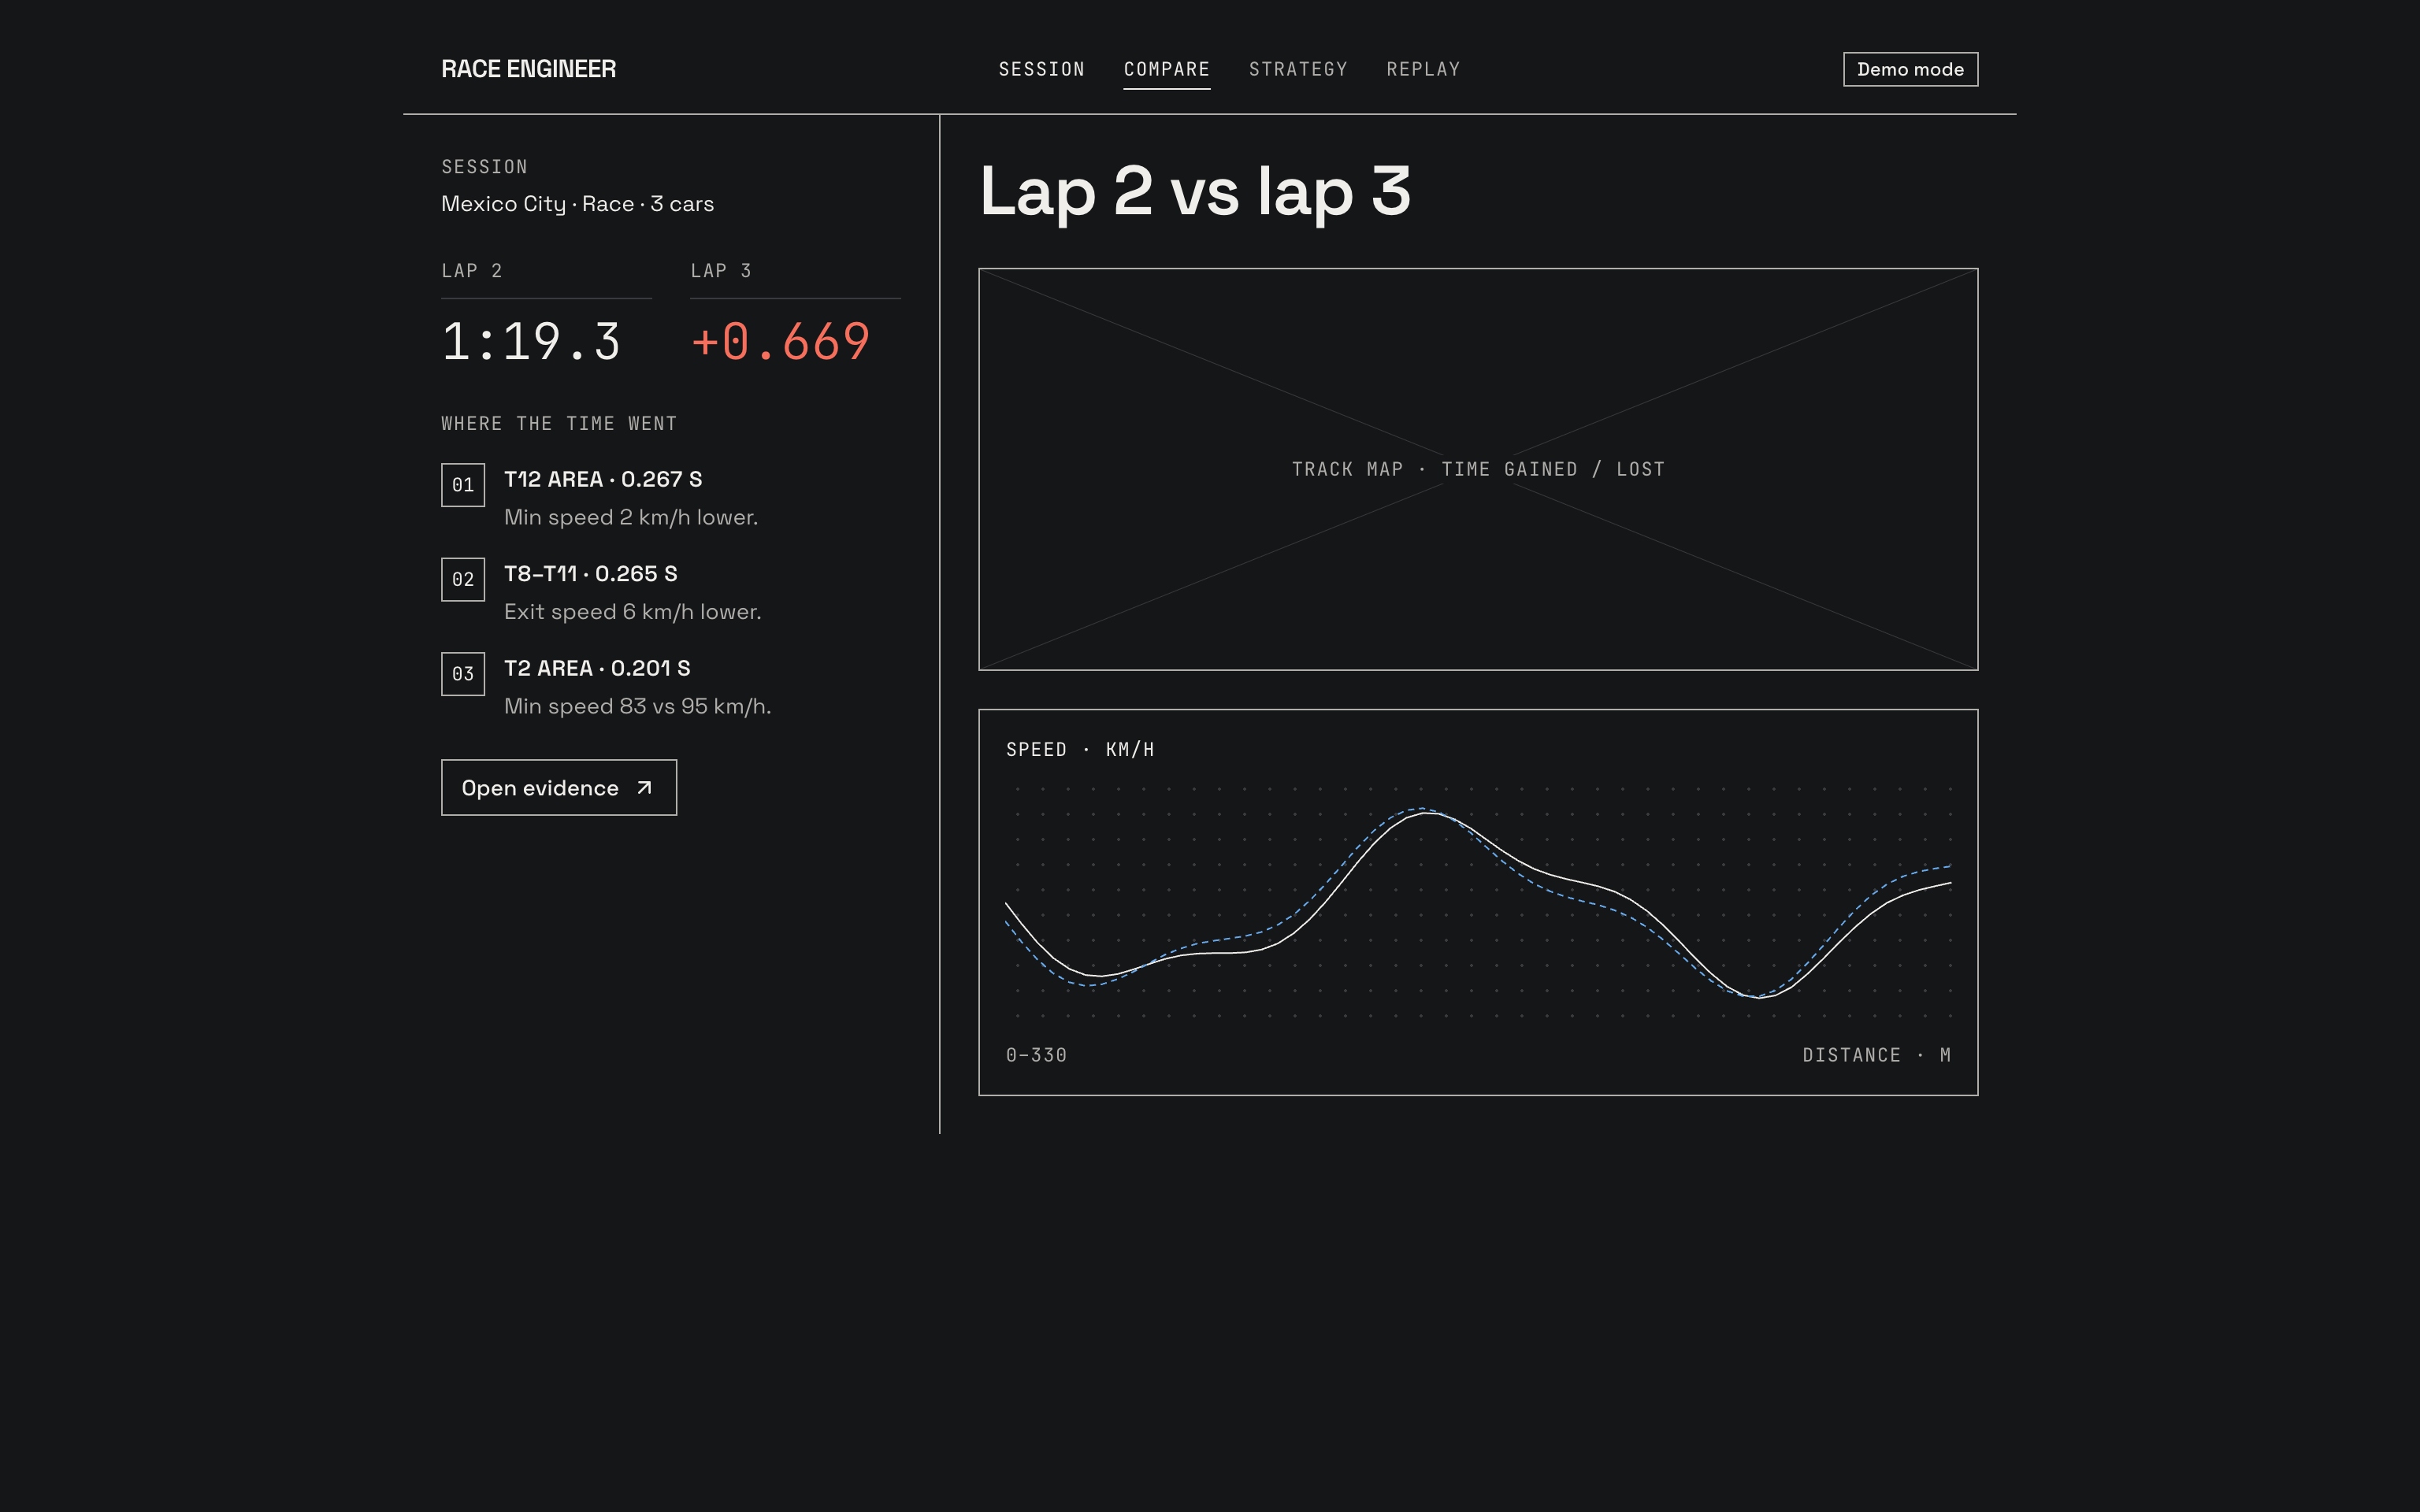 RACE ENGINEER
SESSION COMPARE STRATEGY REPLAY
Demo mode
SESSION
Mexico City · Race · 3 cars
LAP 2
1:19.3
LAP 3
+0.669
WHERE THE TIME WENT
01
T12 AREA · 0.267 S
Min speed 2 km/h lower.
02
T8–T11 · 0.265 S
Exit speed 6 km/h lower.
03
T2 AREA · 0.201 S
Min speed 83 vs 95 km/h.
Open evidence
Lap 2 vs lap 3
TRACK MAP · TIME GAINED / LOST
SPEED · KM/H
0–330
DISTANCE · M